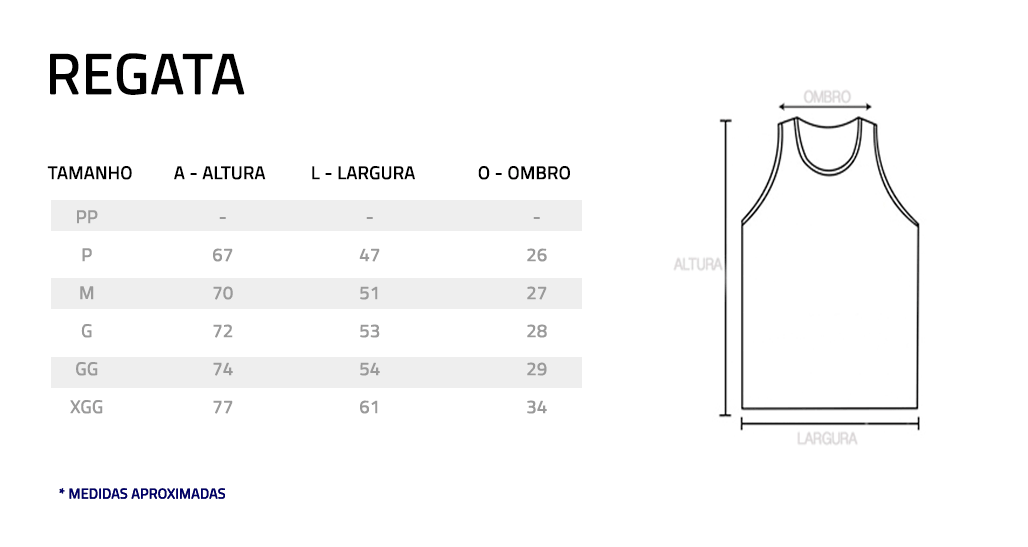 REGATA
TAMANHO A - ALTURA L - LARGURA O - OMBRO
PP - - -
P 67 47 26
M 70 51 27
G 72 53 28
GG 74 54 29
XGG 77 61 34
* MEDIDAS APROXIMADAS
OMBRO
ALTURA
LARGURA